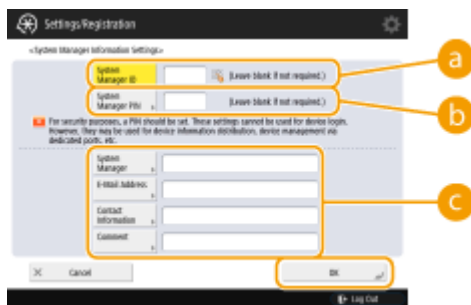 Settings/Registration
<System Manager Information Settings>
System
Manager ID
(Leave blank if not required.)
a
System
Manager PIN
(Leave blank if not required.)
b
For security purposes, a PIN should be set. These settings cannot be used for device login.
However, they may be used for device information distribution, device management via
dedicated ports, etc.
System
Manager
E-Mail Address
c
Contact
Information
Comment
Cancel
OK
Log Out